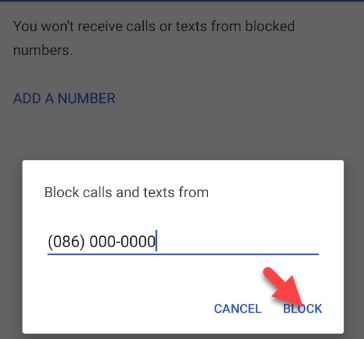 You won't receive calls or texts from blocked
numbers.
ADD A NUMBER
Block calls and texts from
(086) 000-0000
CANCEL BLOCK